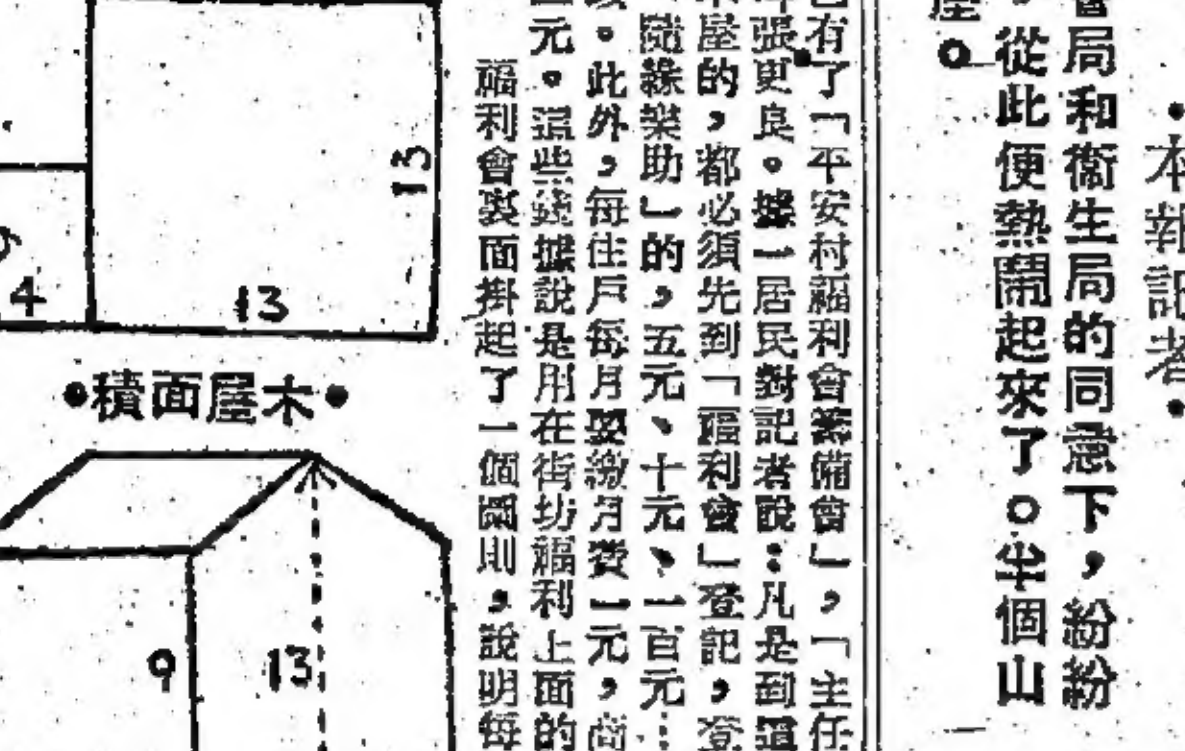 •本報記者•
局和衞生局的同意下，紛紛
，從此便熱鬧起來了。半個山
。
有了「平安村福利會籌備會」，「主任
張更良。據一居民對記者說：凡是到這
屋的，都必須先到「福利會」登記，登
「隨緣樂助」的，五元、十元、一百元…
。此外，每住戶每月要繳月費一元，商
元。這些錢據說是用在街坊福利上面的
福利會裏面掛起了一個圖則，說明每
13
13
4
•木屋面積•
9
13